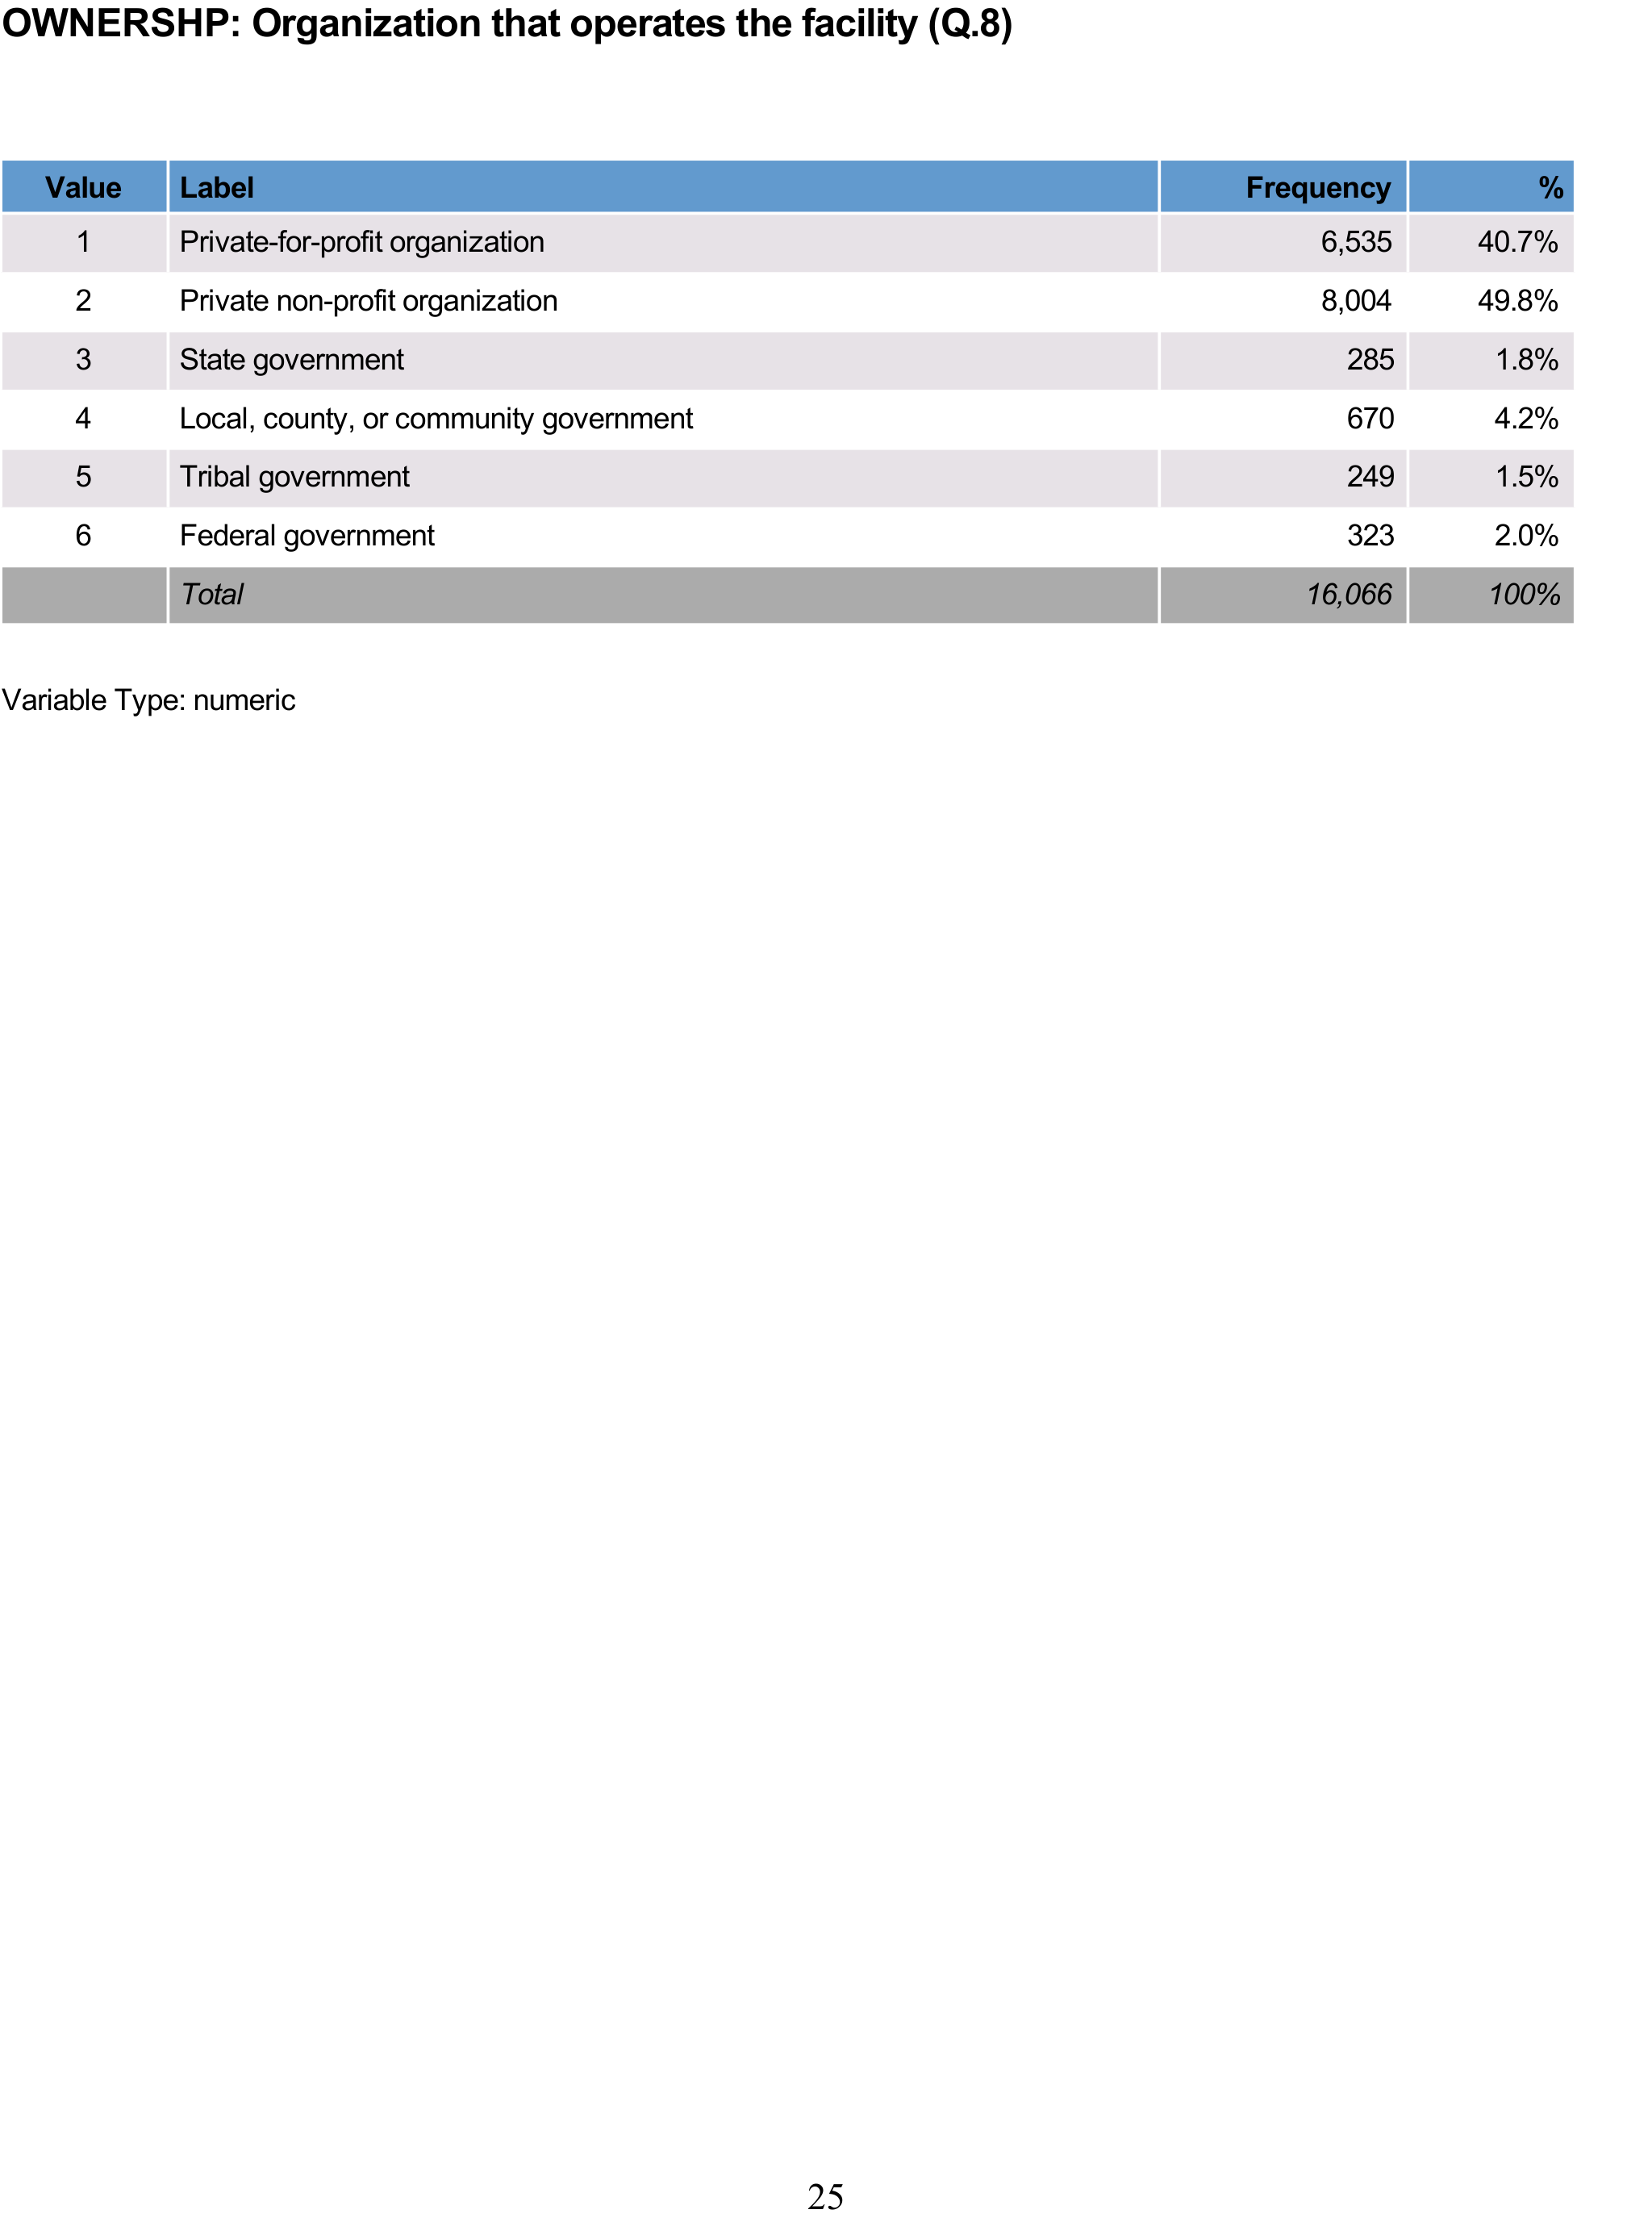 OWNERSHP: Organization that operates the facility (Q.8)
Value Label Frequency %
1 Private-for-profit organization 6,535 40.7%
2 Private non-profit organization 8,004 49.8%
3 State government 285 1.8%
4 Local, county, or community government 670 4.2%
5 Tribal government 249 1.5%
6 Federal government 323 2.0%
Total 16,066 100%
Variable Type: numeric
25